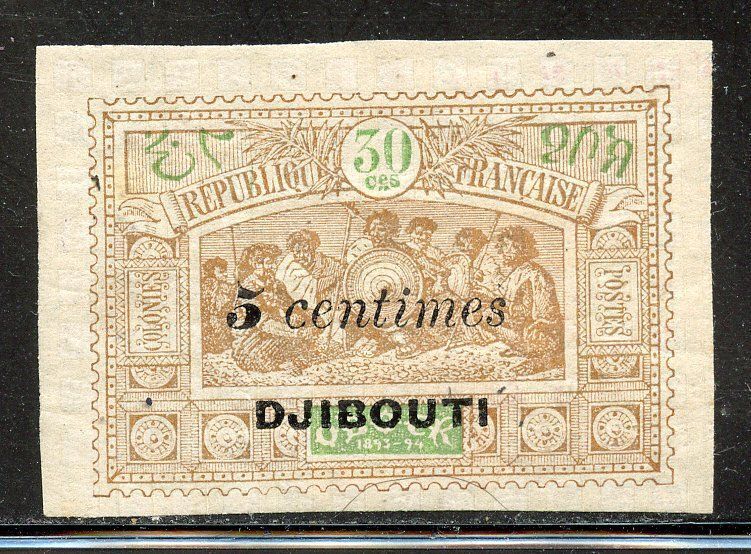 30
ces
REPUBLIQUE FRANÇAISE
COLONIES
POSTES
5 centimes
DJIBOUTI
1893-94